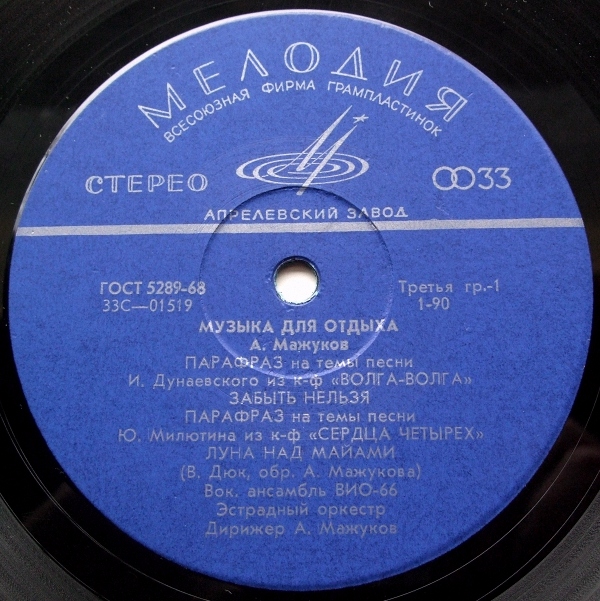 МЕЛОДИЯ
ВСЕСОЮЗНАЯ ФИРМА ГРАМПЛАСТИНОК
СТЕРЕО
33
АПРЕЛЕВСКИЙ ЗАВОД
ГОСТ 5289-68 Третья гр.-1
33С—01519 1-90
МУЗЫКА ДЛЯ ОТДЫХА
А. Мажуков
ПАРАФРАЗ на темы песни
И. Дунаевского из к-ф «ВОЛГА-ВОЛГА»
ЗАБЫТЬ НЕЛЬЗЯ
ПАРАФРАЗ на темы песни
Ю. Милютина из к-ф «СЕРДЦА ЧЕТЫРЕХ»
ЛУНА НАД МАЙАМИ
(В. Дюк, обр. А. Мажукова)
Вок. ансамбль ВИО-66
Эстрадный оркестр
Дирижер А. Мажуков